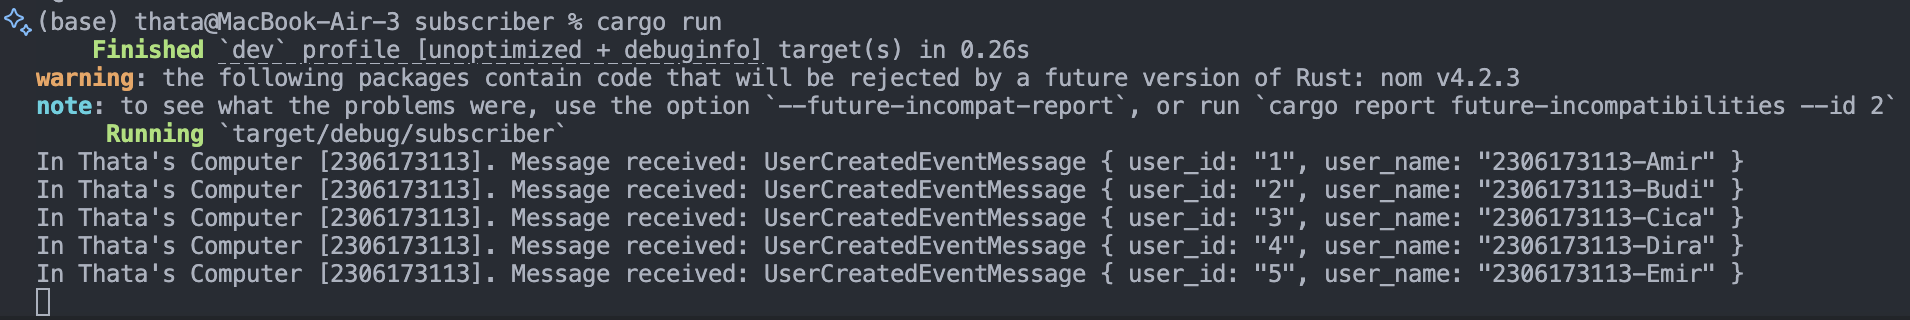 (base) thata@MacBook-Air-3 subscriber % cargo run
Finished `dev` profile [unoptimized + debuginfo] target(s) in 0.26s
warning: the following packages contain code that will be rejected by a future version of Rust: nom v4.2.3
note: to see what the problems were, use the option `--future-incompat-report`, or run `cargo report future-incompatibilities --id 2`
Running `target/debug/subscriber`
In Thata's Computer [2306173113]. Message received: UserCreatedEventMessage { user_id: "1", user_name: "2306173113-Amir" }
In Thata's Computer [2306173113]. Message received: UserCreatedEventMessage { user_id: "2", user_name: "2306173113-Budi" }
In Thata's Computer [2306173113]. Message received: UserCreatedEventMessage { user_id: "3", user_name: "2306173113-Cica" }
In Thata's Computer [2306173113]. Message received: UserCreatedEventMessage { user_id: "4", user_name: "2306173113-Dira" }
In Thata's Computer [2306173113]. Message received: UserCreatedEventMessage { user_id: "5", user_name: "2306173113-Emir" }